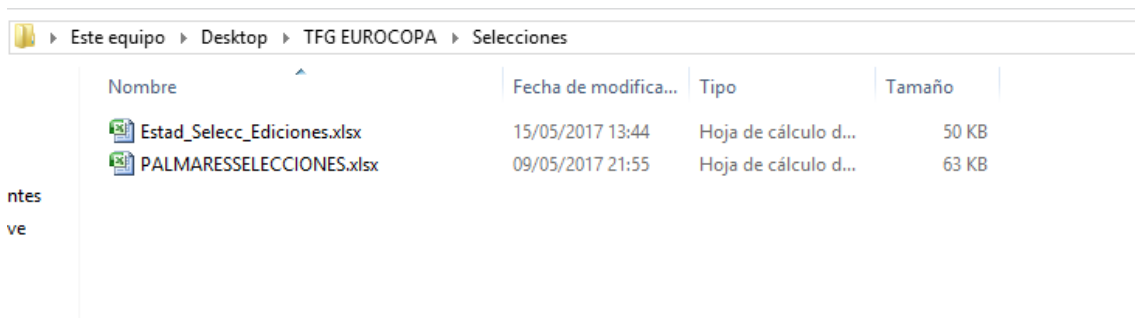 Este equipo Desktop TFG EUROCOPA Selecciones
Nombre Fecha de modifica... Tipo Tamaño
Estad_Selecc_Ediciones.xlsx 15/05/2017 13:44 Hoja de cálculo d... 50 KB
PALMARESSELECCIONES.xlsx 09/05/2017 21:55 Hoja de cálculo d... 63 KB
ntes
ve